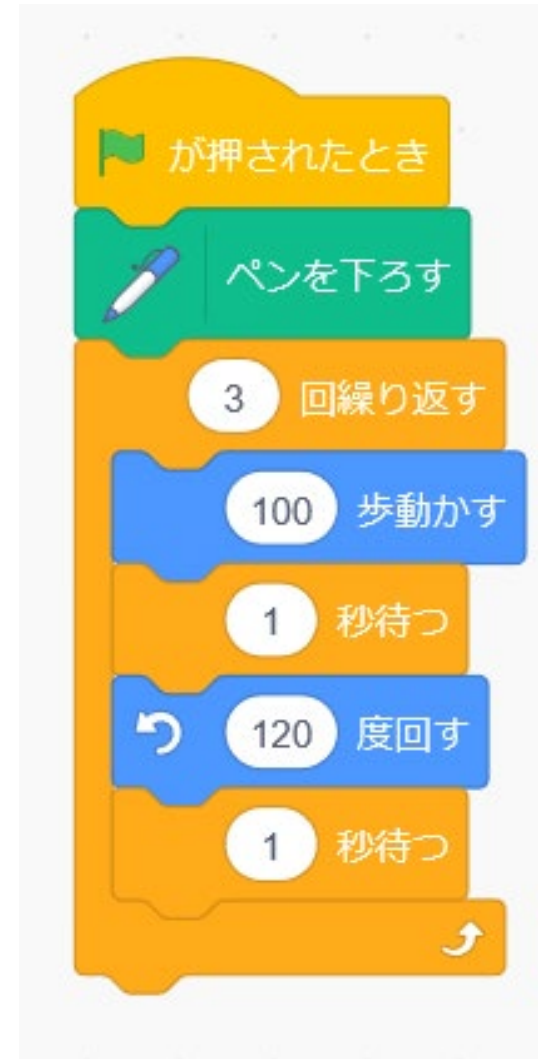 が押されたとき
ペンを下ろす
3 回繰り返す
100 歩動かす
1 秒待つ
120 度回す
1 秒待つ